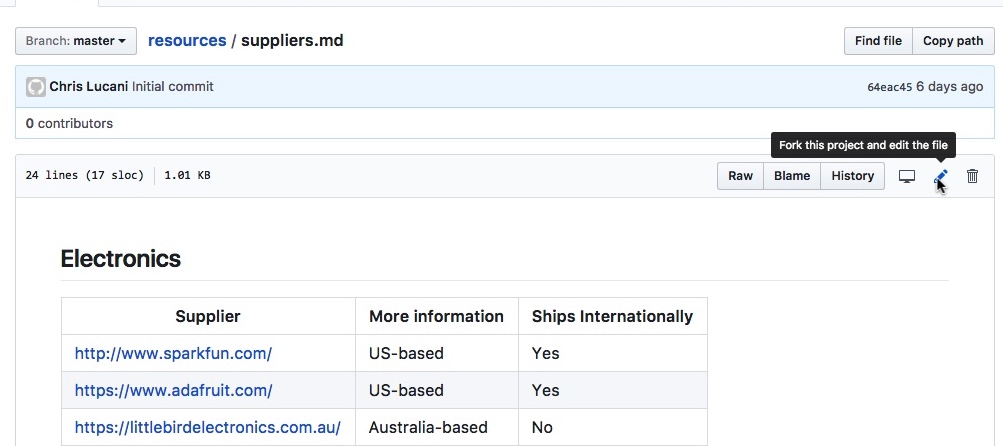 Branch: master resources / suppliers.md Find file Copy path
Chris Lucani Initial commit 64eac45 6 days ago
0 contributors
Fork this project and edit the file
24 lines (17 sloc) 1.01 KB Raw Blame History
Electronics
Supplier More information Ships Internationally
http://www.sparkfun.com/ US-based Yes
https://www.adafruit.com/ US-based Yes
https://littlebirdelectronics.com.au/ Australia-based No